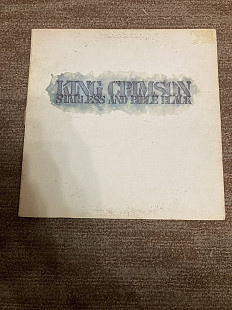 KING CRIMSON
STARLESS AND BIBLE BLACK